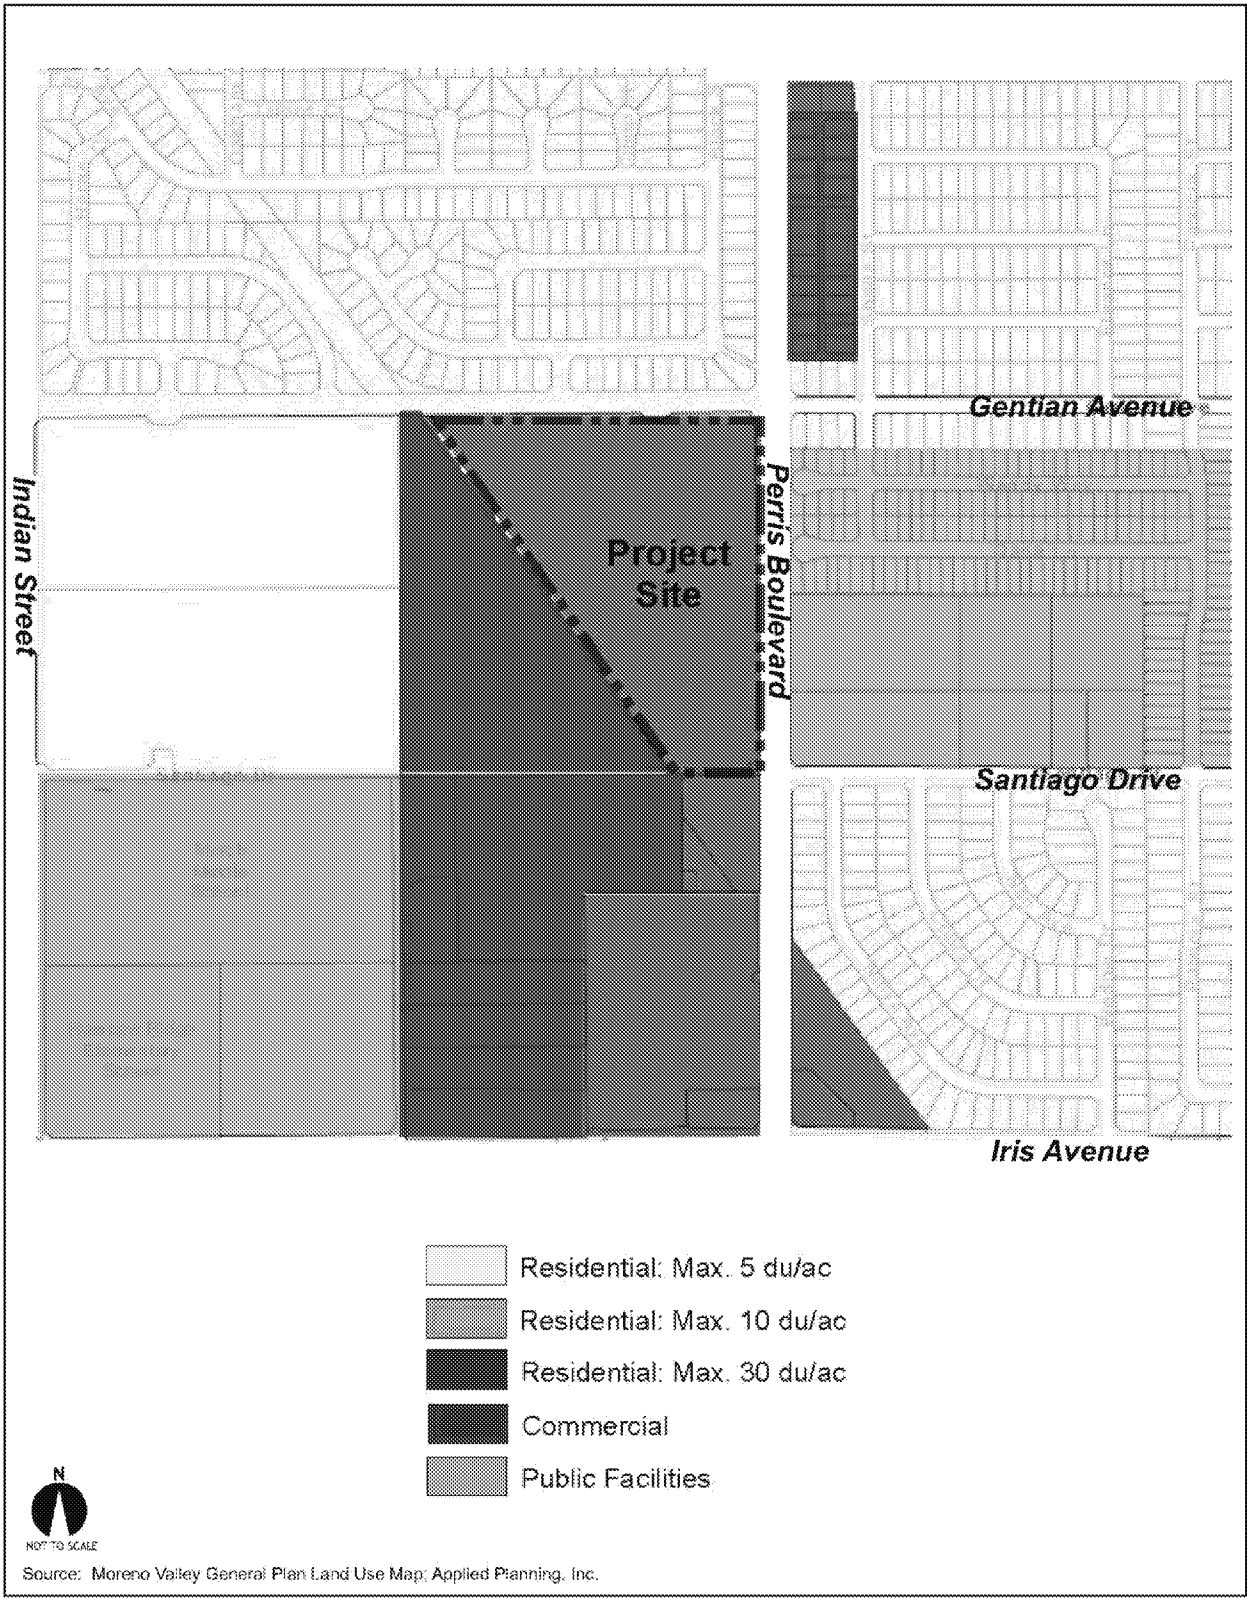 Gentian Avenue
Indian Street
Perris Boulevard
Project
Site
Santiago Drive
Iris Avenue
Residential: Max. 5 du/ac
Residential: Max. 10 du/ac
Residential: Max. 30 du/ac
Commercial
Public Facilities
N
NOT TO SCALE
Source: Moreno Valley General Plan Land Use Map; Applied Planning, Inc.